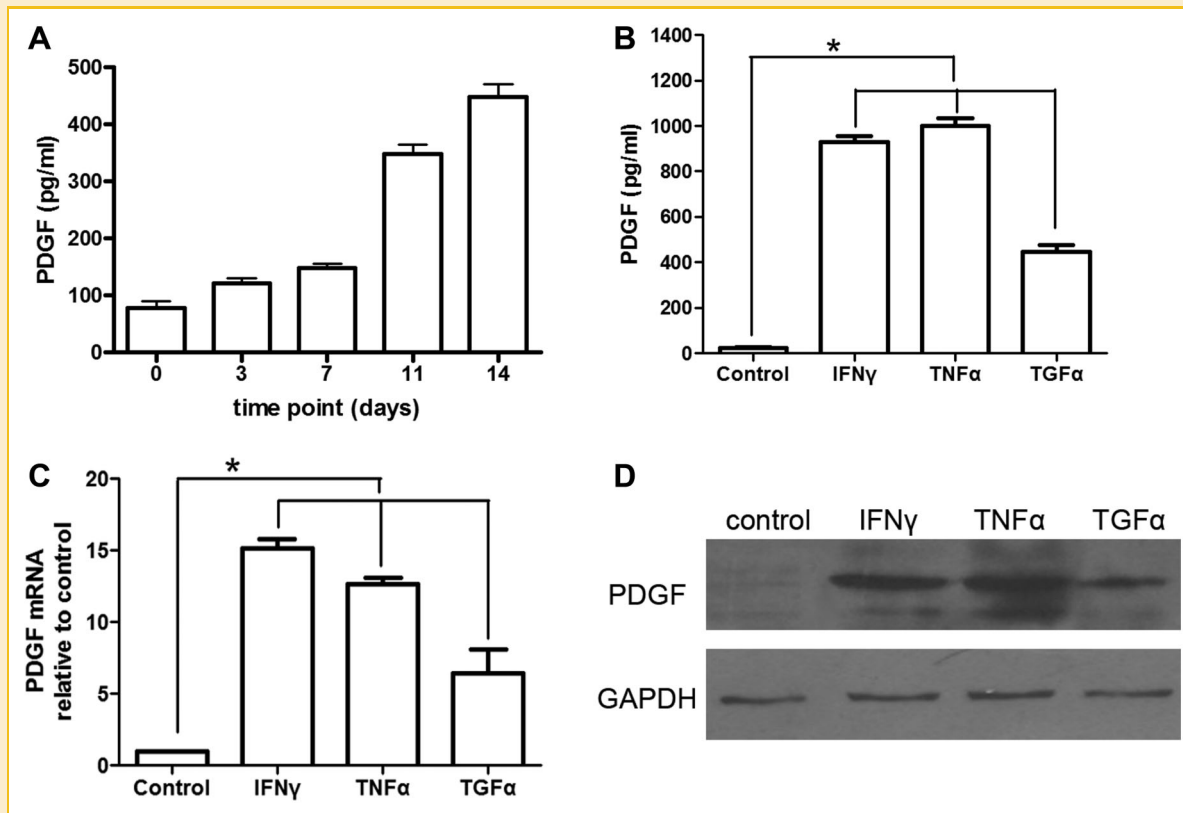 A
500
400
300
200
100
0
PDGF (pg/ml)
0 3 7 11 14
time point (days)
B
*
1400
1200
1000
800
600
400
200
0
PDGF (pg/ml)
Control IFNγ TNFα TGFα
C
*
20
15
10
5
0
PDGF mRNA
relative to control
Control IFNγ TNFα TGFα
D
control IFNγ TNFα TGFα
PDGF
GAPDH